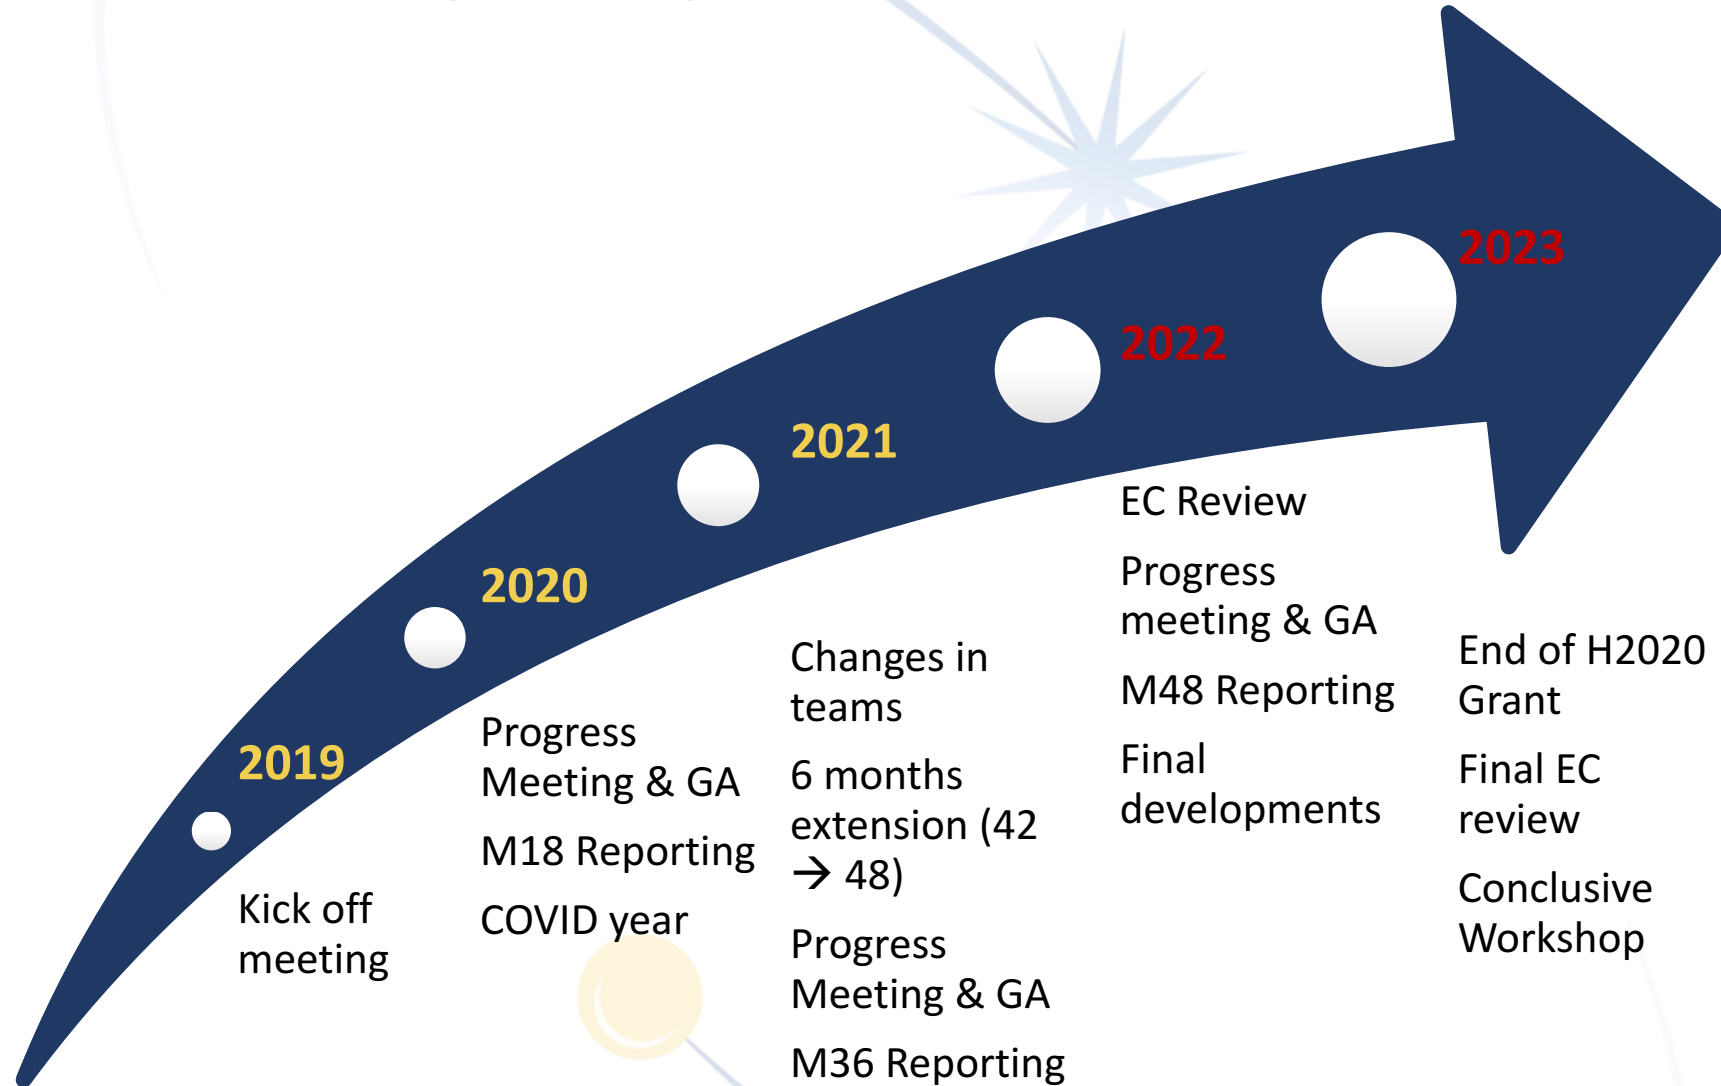 2019
Kick off
meeting
2020
Progress
Meeting & GA
M18 Reporting
COVID year
2021
Changes in
teams
6 months
extension (42
→ 48)
Progress
Meeting & GA
M36 Reporting
2022
EC Review
Progress
meeting & GA
M48 Reporting
Final
developments
2023
End of H2020
Grant
Final EC
review
Conclusive
Workshop